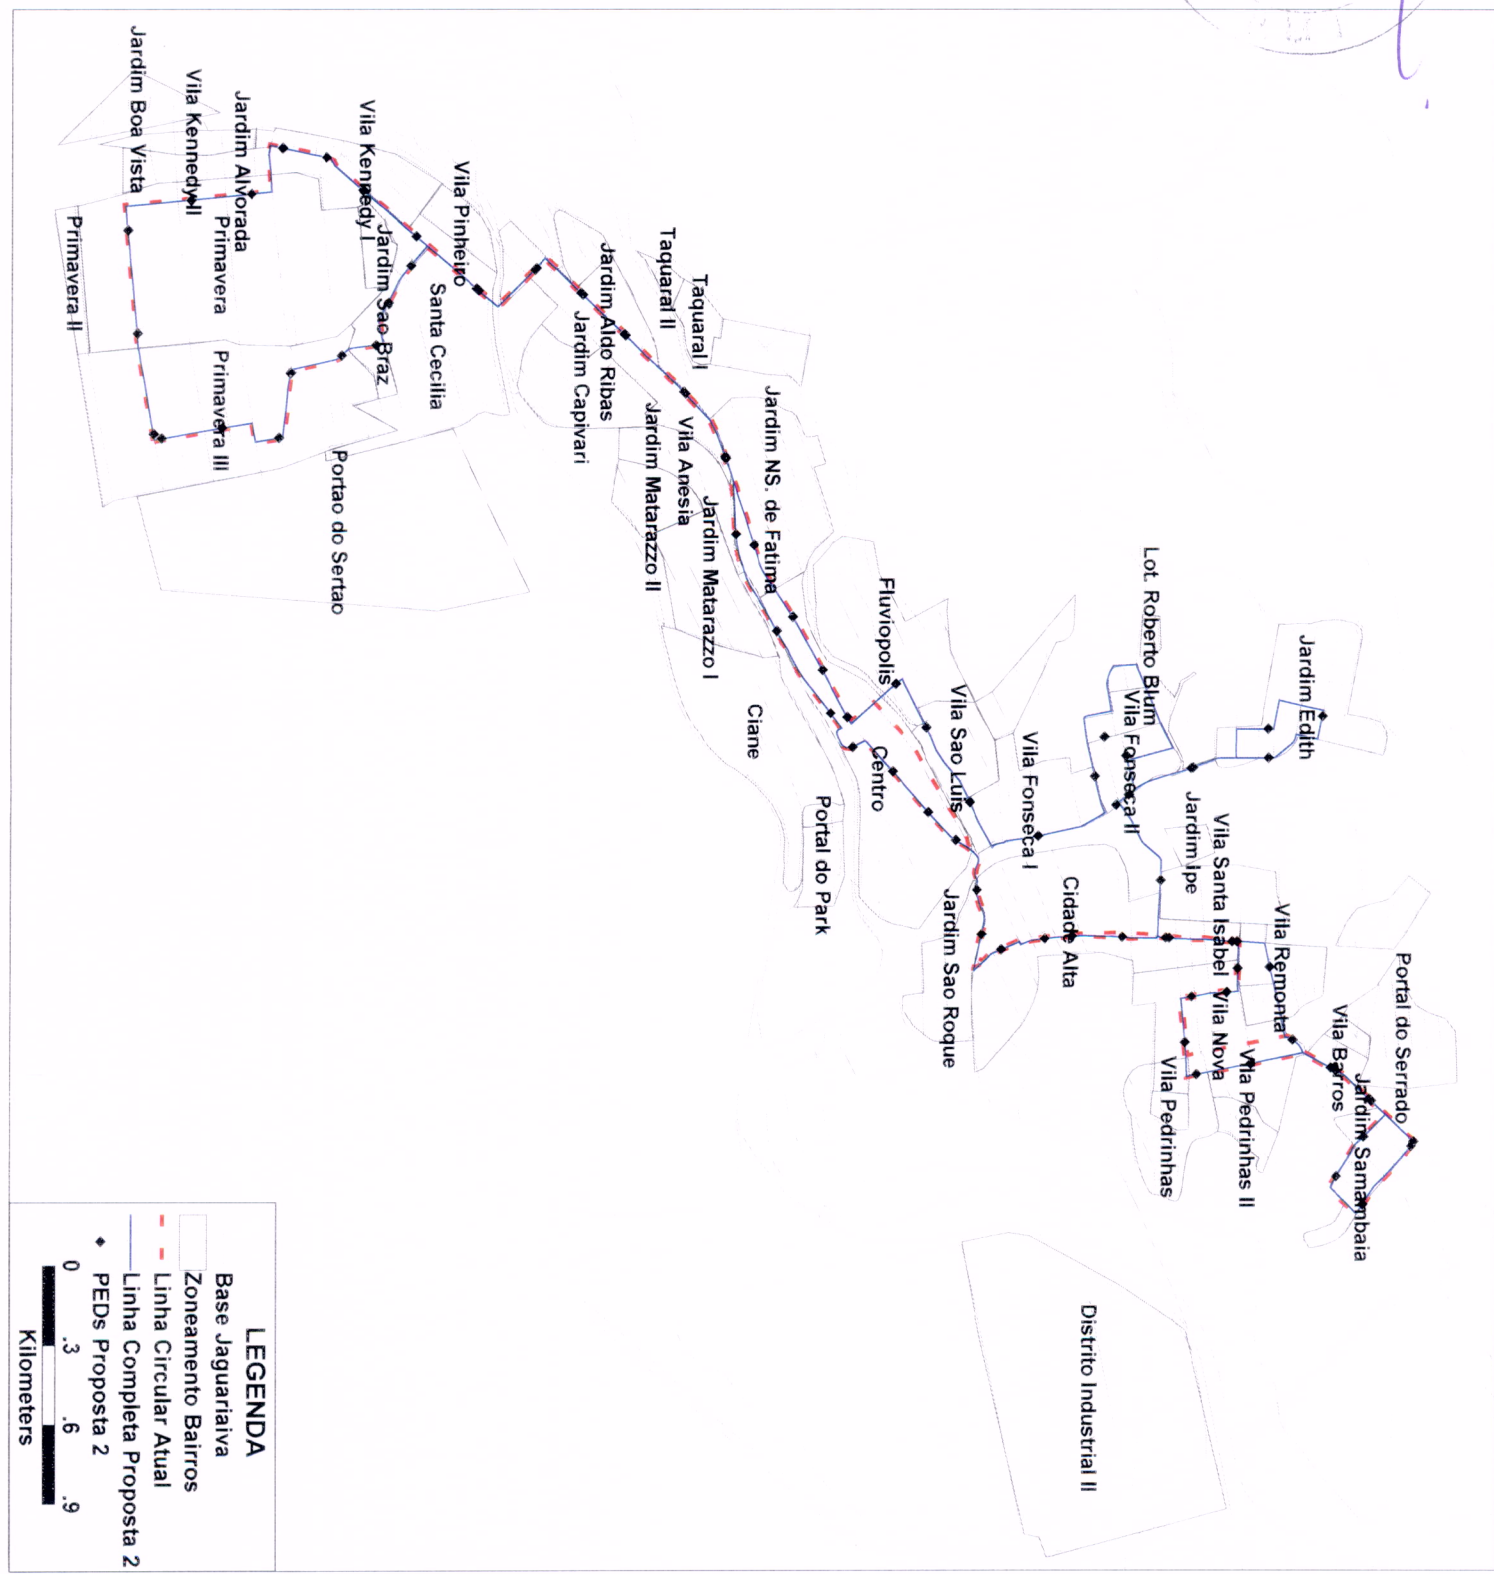 Jardim Boa Vista
Vila Kennedy II
Jardim Alvorada
Vila Kennedy I
Vila Pinheiro
Primavera II
Primavera
Jardim Sao Braz
Santa Cecilia
Primavera III
Portao do Sertao
Jardim Aldo Ribas
Jardim Capivari
Taquaral II
Taquaral I
Jardim NS. de Fatima
Vila Anesia
Jardim Matarazzo II
Jardim Matarazzo I
Ciane
Fluviopolis
Centro
Portal do Park
Vila Sao Luis
Vila Fonseca I
Lot. Roberto Blum
Vila Fonseca II
Jardim Edith
Jardim Ipe
Vila Santa Isabel
Cidade Alta
Jardim Sao Roque
Vila Remonta
Vila Nova
Vila Pedrinhas
Vila Pedrinhas II
Portal do Serrado
Vila Barros
Jardim Samambaia
Distrito Industrial II
LEGENDA
Base Jaguariaiva
Zoneamento Bairros
Linha Circular Atual
Linha Completa Proposta 2
PEDs Proposta 2
0 .3 .6 .9
Kilometers